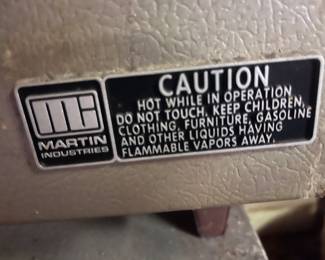 MARTIN
INDUSTRIES
CAUTION
HOT WHILE IN OPERATION
DO NOT TOUCH. KEEP CHILDREN,
CLOTHING, FURNITURE, GASOLINE
AND OTHER LIQUIDS HAVING
FLAMMABLE VAPORS AWAY.